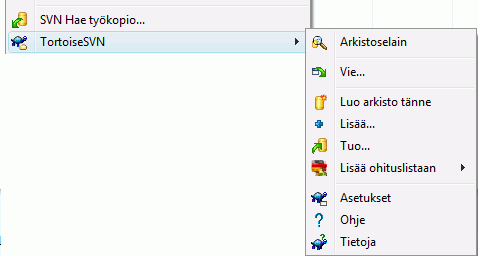 SVN Hae työkopio...
TortoiseSVN
Arkistoselain
Vie...
Luo arkisto tänne
Lisää...
Tuo...
Lisää ohituslistaan
Asetukset
Ohje
Tietoja